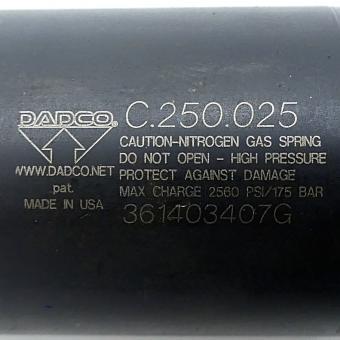 DADCO®
WWW.DADCO.NET
pat.
MADE IN USA
C.250.025
CAUTION-NITROGEN GAS SPRING
DO NOT OPEN - HIGH PRESSURE
PROTECT AGAINST DAMAGE
MAX CHARGE 2560 PSI/175 BAR
361403407G